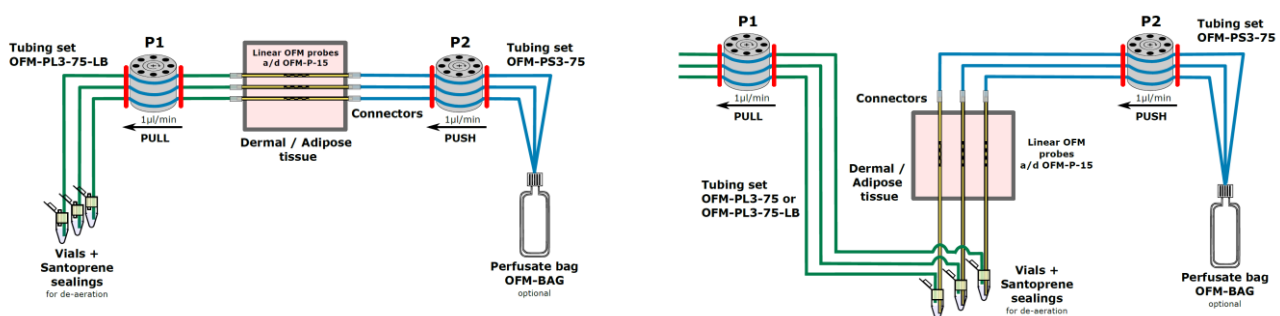 P1
Tubing set
OFM-PL3-75-LB
1µl/min
PULL
Linear OFM probes
a/d OFM-P-15
Dermal / Adipose
tissue
Connectors
P2
Tubing set
OFM-PS3-75
1µl/min
PUSH
Vials +
Santoprene
sealings
for de-aeration
Perfusate bag
OFM-BAG
optional
P1
1µl/min
PULL
Tubing set
OFM-PL3-75 or
OFM-PL3-75-LB
Connectors
Dermal /
Adipose
tissue
Linear OFM
probes
a/d OFM-P-15
P2
Tubing set
OFM-PS3-75
1µl/min
PUSH
Vials +
Santoprene
sealings
for de-aeration
Perfusate bag
OFM-BAG
optional